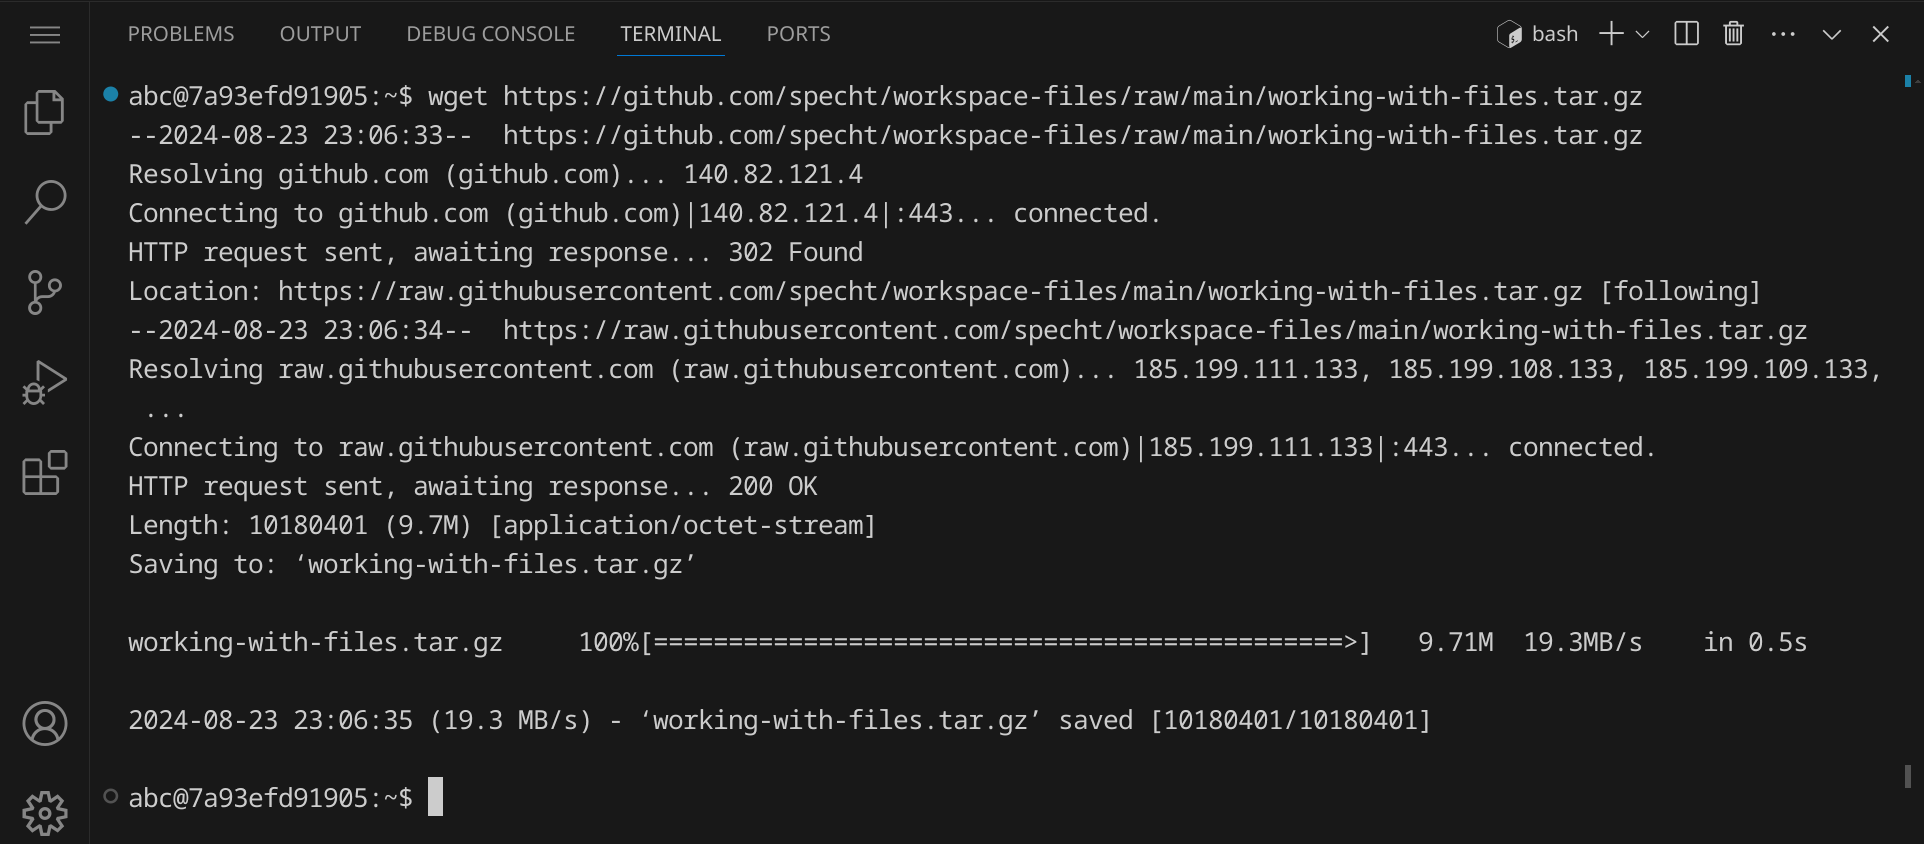 PROBLEMS OUTPUT DEBUG CONSOLE TERMINAL PORTS bash
abc@7a93efd91905:~$ wget https://github.com/specht/workspace-files/raw/main/working-with-files.tar.gz
--2024-08-23 23:06:33--  https://github.com/specht/workspace-files/raw/main/working-with-files.tar.gz
Resolving github.com (github.com)... 140.82.121.4
Connecting to github.com (github.com)|140.82.121.4|:443... connected.
HTTP request sent, awaiting response... 302 Found
Location: https://raw.githubusercontent.com/specht/workspace-files/main/working-with-files.tar.gz [following]
--2024-08-23 23:06:34--  https://raw.githubusercontent.com/specht/workspace-files/main/working-with-files.tar.gz
Resolving raw.githubusercontent.com (raw.githubusercontent.com)... 185.199.111.133, 185.199.108.133, 185.199.109.133,
 ...
Connecting to raw.githubusercontent.com (raw.githubusercontent.com)|185.199.111.133|:443... connected.
HTTP request sent, awaiting response... 200 OK
Length: 10180401 (9.7M) [application/octet-stream]
Saving to: ‘working-with-files.tar.gz’
working-with-files.tar.gz     100%[==============================================>]   9.71M  19.3MB/s    in 0.5s
2024-08-23 23:06:35 (19.3 MB/s) - ‘working-with-files.tar.gz’ saved [10180401/10180401]
abc@7a93efd91905:~$